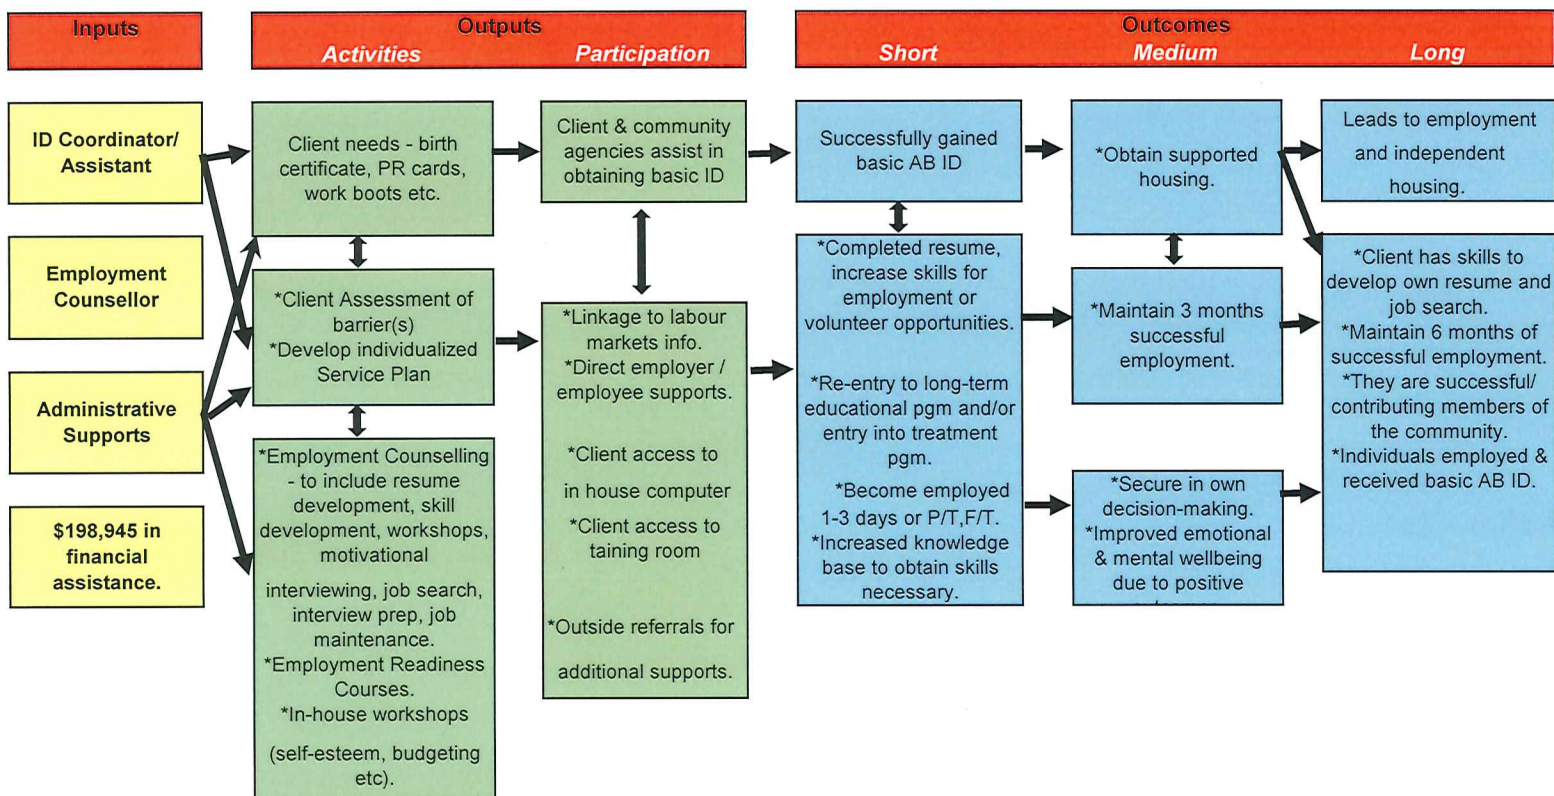 Inputs
Outputs
Activities
Participation
Outcomes
Short
Medium
Long
ID Coordinator/
Assistant
Employment
Counsellor
Administrative
Supports
$198,945 in
financial
assistance.
Client needs - birth
certificate, PR cards,
work boots etc.
*Client Assessment of
barrier(s)
*Develop individualized
Service Plan
*Employment Counselling
- to include resume
development, skill
development, workshops,
motivational
interviewing, job search,
interview prep, job
maintenance.
*Employment Readiness
Courses.
*In-house workshops
(self-esteem, budgeting
etc).
Client & community
agencies assist in
obtaining basic ID
*Linkage to labour
markets info.
*Direct employer /
employee supports.
*Client access to
in house computer
*Client access to
taining room
*Outside referrals for
additional supports.
Successfully gained
basic AB ID
*Completed resume,
increase skills for
employment or
volunteer opportunities.
*Re-entry to long-term
educational pgm and/or
entry into treatment
pgm.
*Become employed
1-3 days or P/T,F/T.
*Increased knowledge
base to obtain skills
necessary.
*Obtain supported
housing.
*Maintain 3 months
successful
employment.
*Secure in own
decision-making.
*Improved emotional
& mental wellbeing
due to positive
Leads to employment
and independent
housing.
*Client has skills to
develop own resume and
job search.
*Maintain 6 months of
successful employment.
*They are successful/
contributing members of
the community.
*Individuals employed &
received basic AB ID.